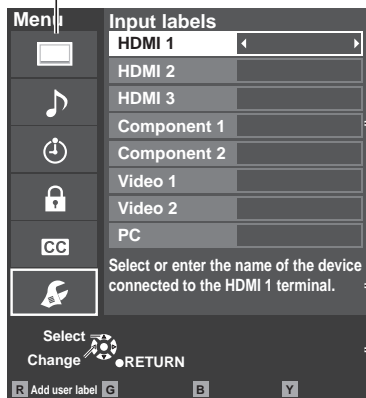 Menu
Input labels
HDMI 1
HDMI 2
HDMI 3
Component 1
Component 2
Video 1
Video 2
PC
CC
Select or enter the name of the device
connected to the HDMI 1 terminal.
Select
Change
RETURN
R Add user label G B Y